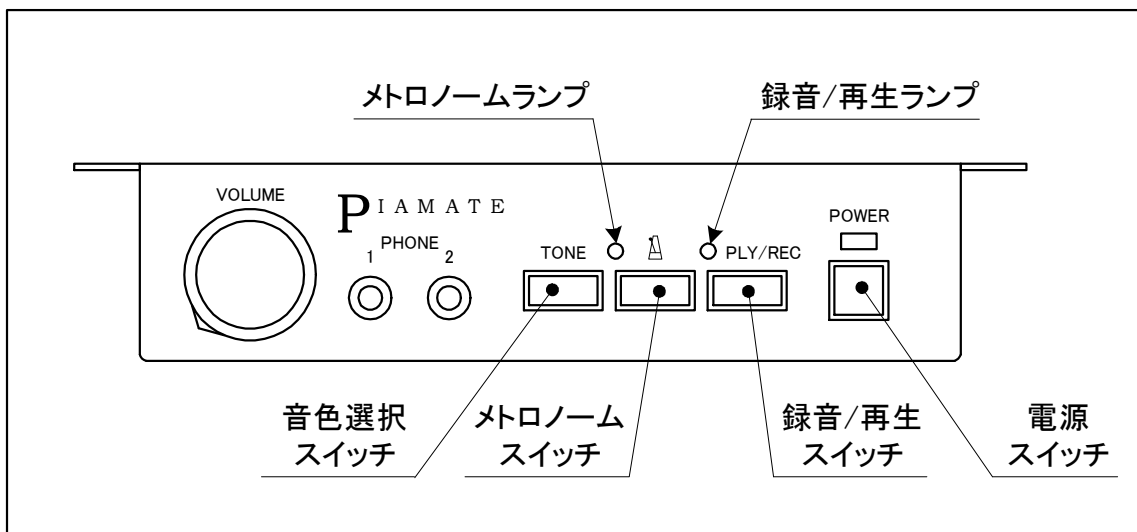 メトロノームランプ
録音/再生ランプ
VOLUME
PIAMATE
PHONE
1
2
TONE
PLY/REC
POWER
音色選択
スイッチ
メトロノーム
スイッチ
録音/再生
スイッチ
電源
スイッチ